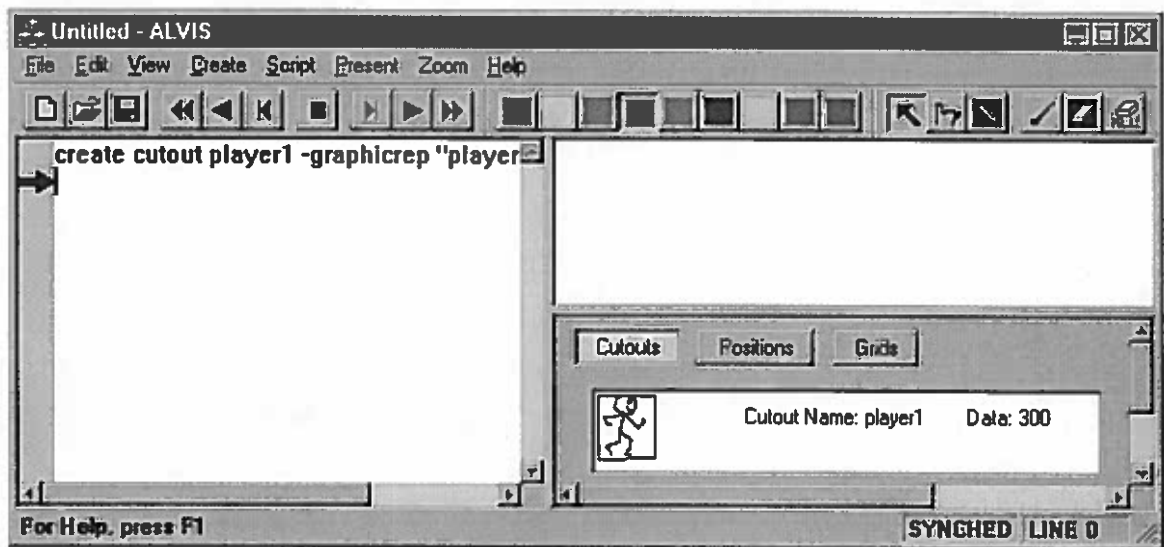 Untitled - ALVIS
File Edit View Create Script Present Zoom Help
create cutout player1 -graphicrep "player
Cutouts Positions Grids
Cutout Name: player1 Data: 300
For Help, press F1
SYNCHED LINE 0